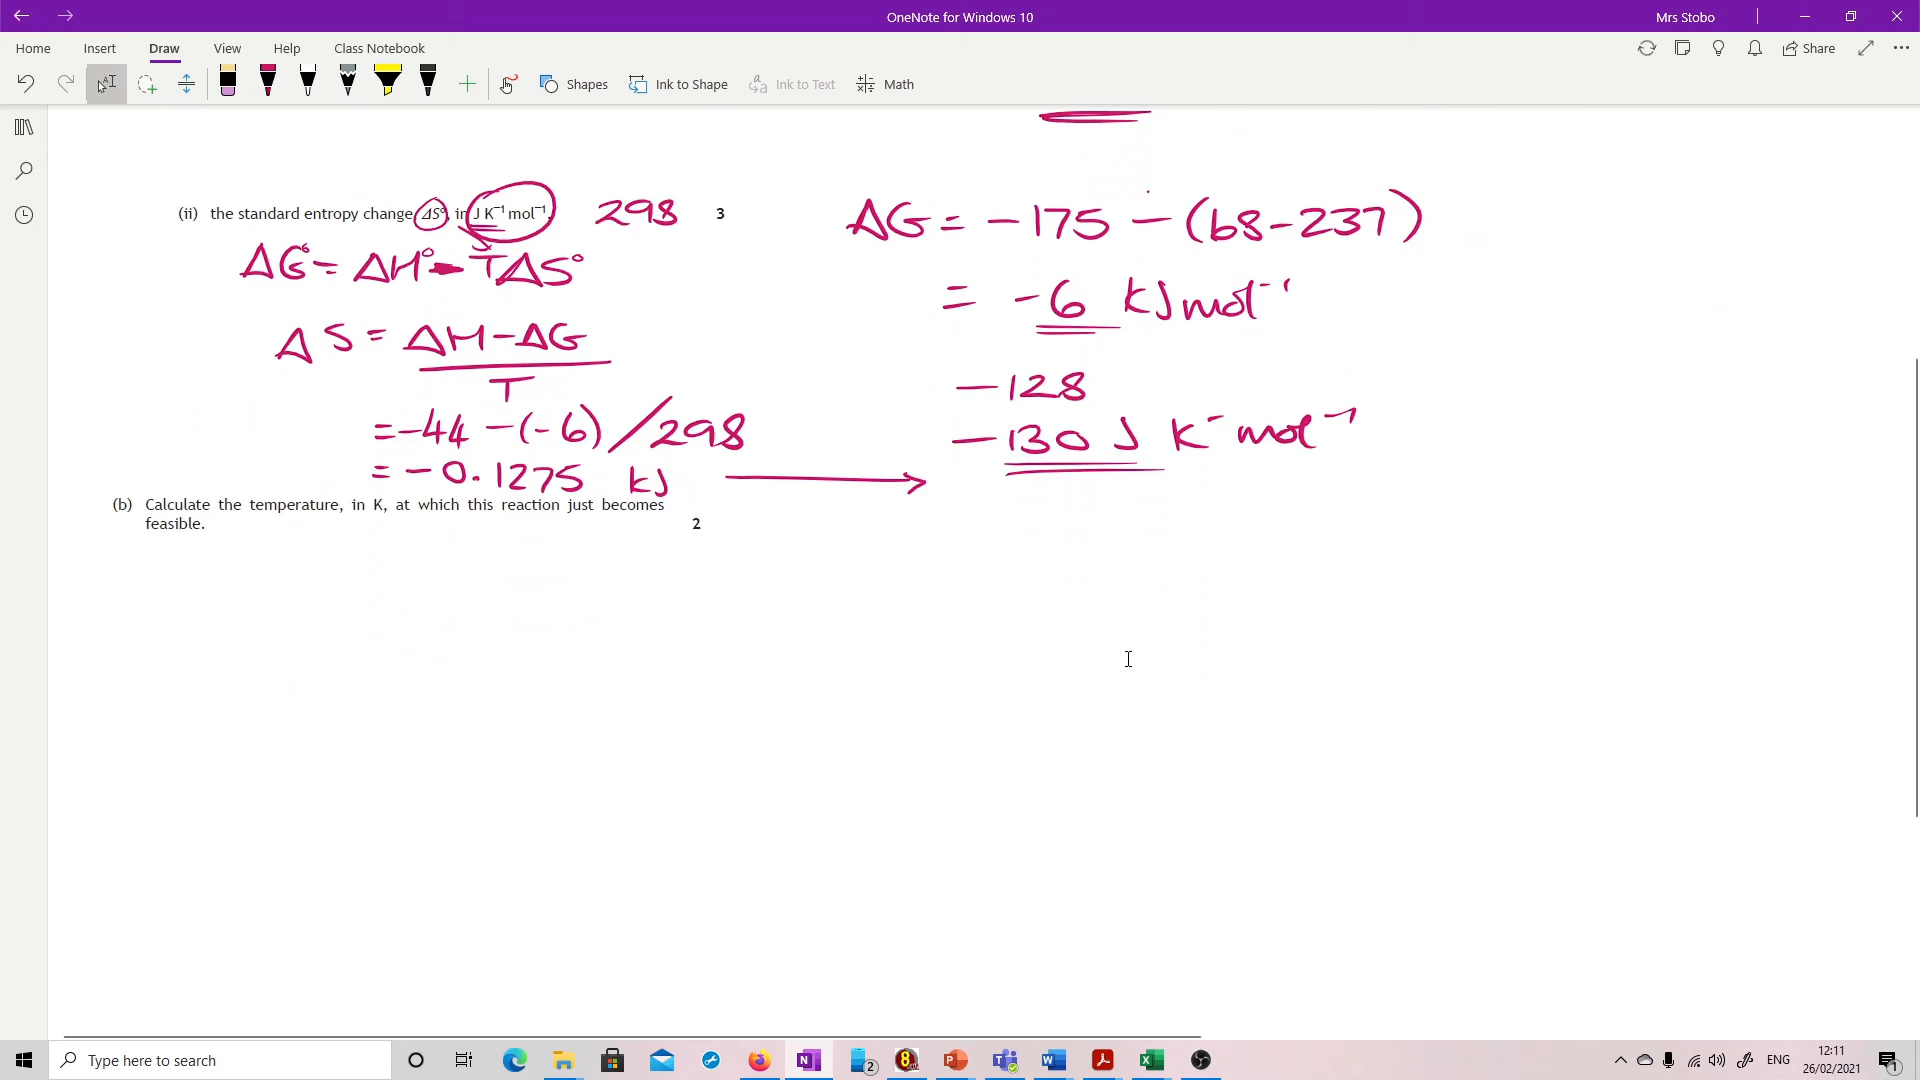 OneNote for Windows 10
Mrs Stobo
Home Insert Draw View Help Class Notebook
Share
Shapes Ink to Shape Ink to Text Math
(ii) the standard entropy change, ΔS°, in J K⁻¹ mol⁻¹. 298 3
ΔG° = ΔH° - TΔS°
ΔS = ΔH - ΔG
T
= -44 - (-6) / 298
= -0.1275 kJ
ΔG = -175 - (68 - 237)
= -6 kJ mol⁻¹
-128
-130 J K⁻ mol⁻¹
(b) Calculate the temperature, in K, at which this reaction just becomes
feasible. 2
Type here to search
2
8
ENG
12:11
26/02/2021
1